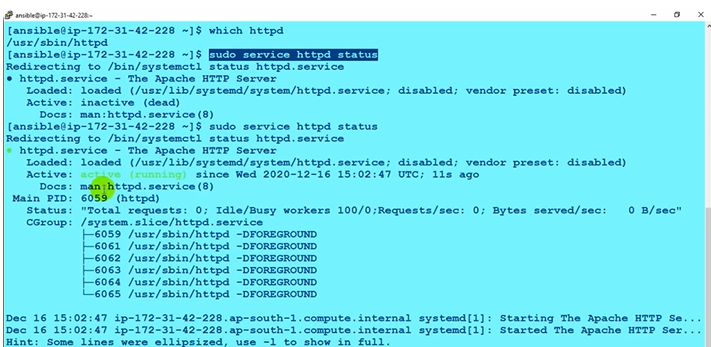 ansible@ip-172-31-42-228:~
[ansible@ip-172-31-42-228 ~]$ which httpd
/usr/sbin/httpd
[ansible@ip-172-31-42-228 ~]$ sudo service httpd status
Redirecting to /bin/systemctl status httpd.service
● httpd.service - The Apache HTTP Server
   Loaded: loaded (/usr/lib/systemd/system/httpd.service; disabled; vendor preset: disabled)
   Active: inactive (dead)
     Docs: man:httpd.service(8)
[ansible@ip-172-31-42-228 ~]$ sudo service httpd status
Redirecting to /bin/systemctl status httpd.service
● httpd.service - The Apache HTTP Server
   Loaded: loaded (/usr/lib/systemd/system/httpd.service; disabled; vendor preset: disabled)
   Active: active (running) since Wed 2020-12-16 15:02:47 UTC; 11s ago
     Docs: man:httpd.service(8)
 Main PID: 6059 (httpd)
   Status: "Total requests: 0; Idle/Busy workers 100/0;Requests/sec: 0; Bytes served/sec:   0 B/sec"
   CGroup: /system.slice/httpd.service
           ├─6059 /usr/sbin/httpd -DFOREGROUND
           ├─6061 /usr/sbin/httpd -DFOREGROUND
           ├─6062 /usr/sbin/httpd -DFOREGROUND
           ├─6063 /usr/sbin/httpd -DFOREGROUND
           ├─6064 /usr/sbin/httpd -DFOREGROUND
           └─6065 /usr/sbin/httpd -DFOREGROUND
Dec 16 15:02:47 ip-172-31-42-228.ap-south-1.compute.internal systemd[1]: Starting The Apache HTTP Se...
Dec 16 15:02:47 ip-172-31-42-228.ap-south-1.compute.internal systemd[1]: Started The Apache HTTP Ser...
Hint: Some lines were ellipsized, use -l to show in full.